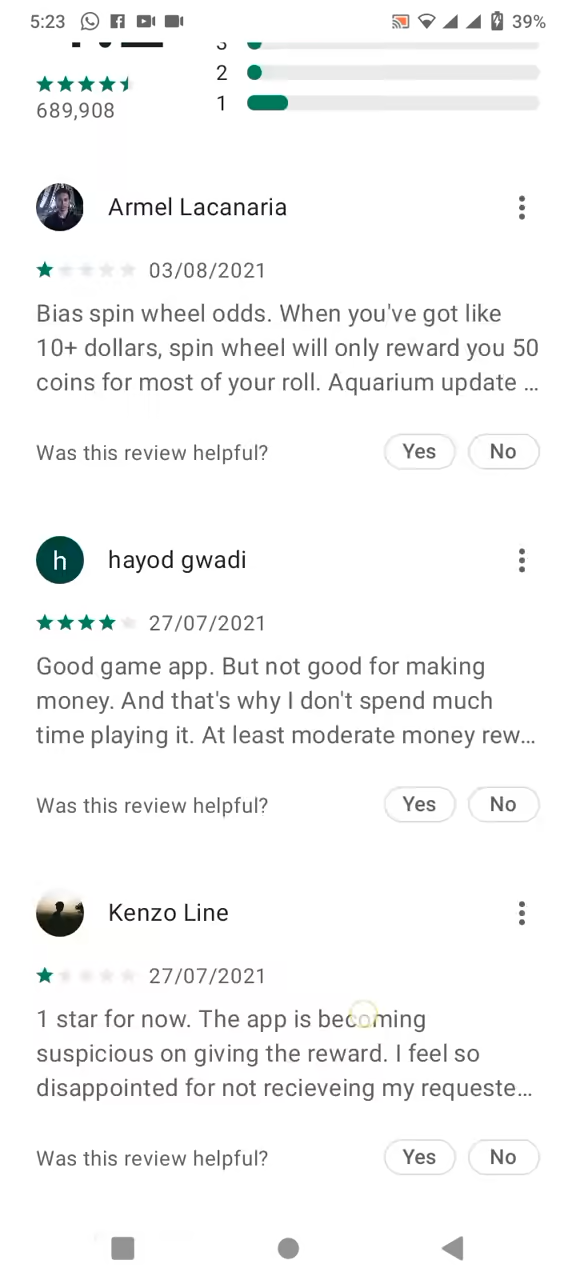 5:23 39%
3
2
689,908
1
Armel Lacanaria
03/08/2021
Bias spin wheel odds. When you've got like
10+ dollars, spin wheel will only reward you 50
coins for most of your roll. Aquarium update ...
Was this review helpful? Yes No
h hayod gwadi
27/07/2021
Good game app. But not good for making
money. And that's why I don't spend much
time playing it. At least moderate money rew...
Was this review helpful? Yes No
Kenzo Line
27/07/2021
1 star for now. The app is becoming
suspicious on giving the reward. I feel so
disappointed for not recieveing my requeste...
Was this review helpful? Yes No